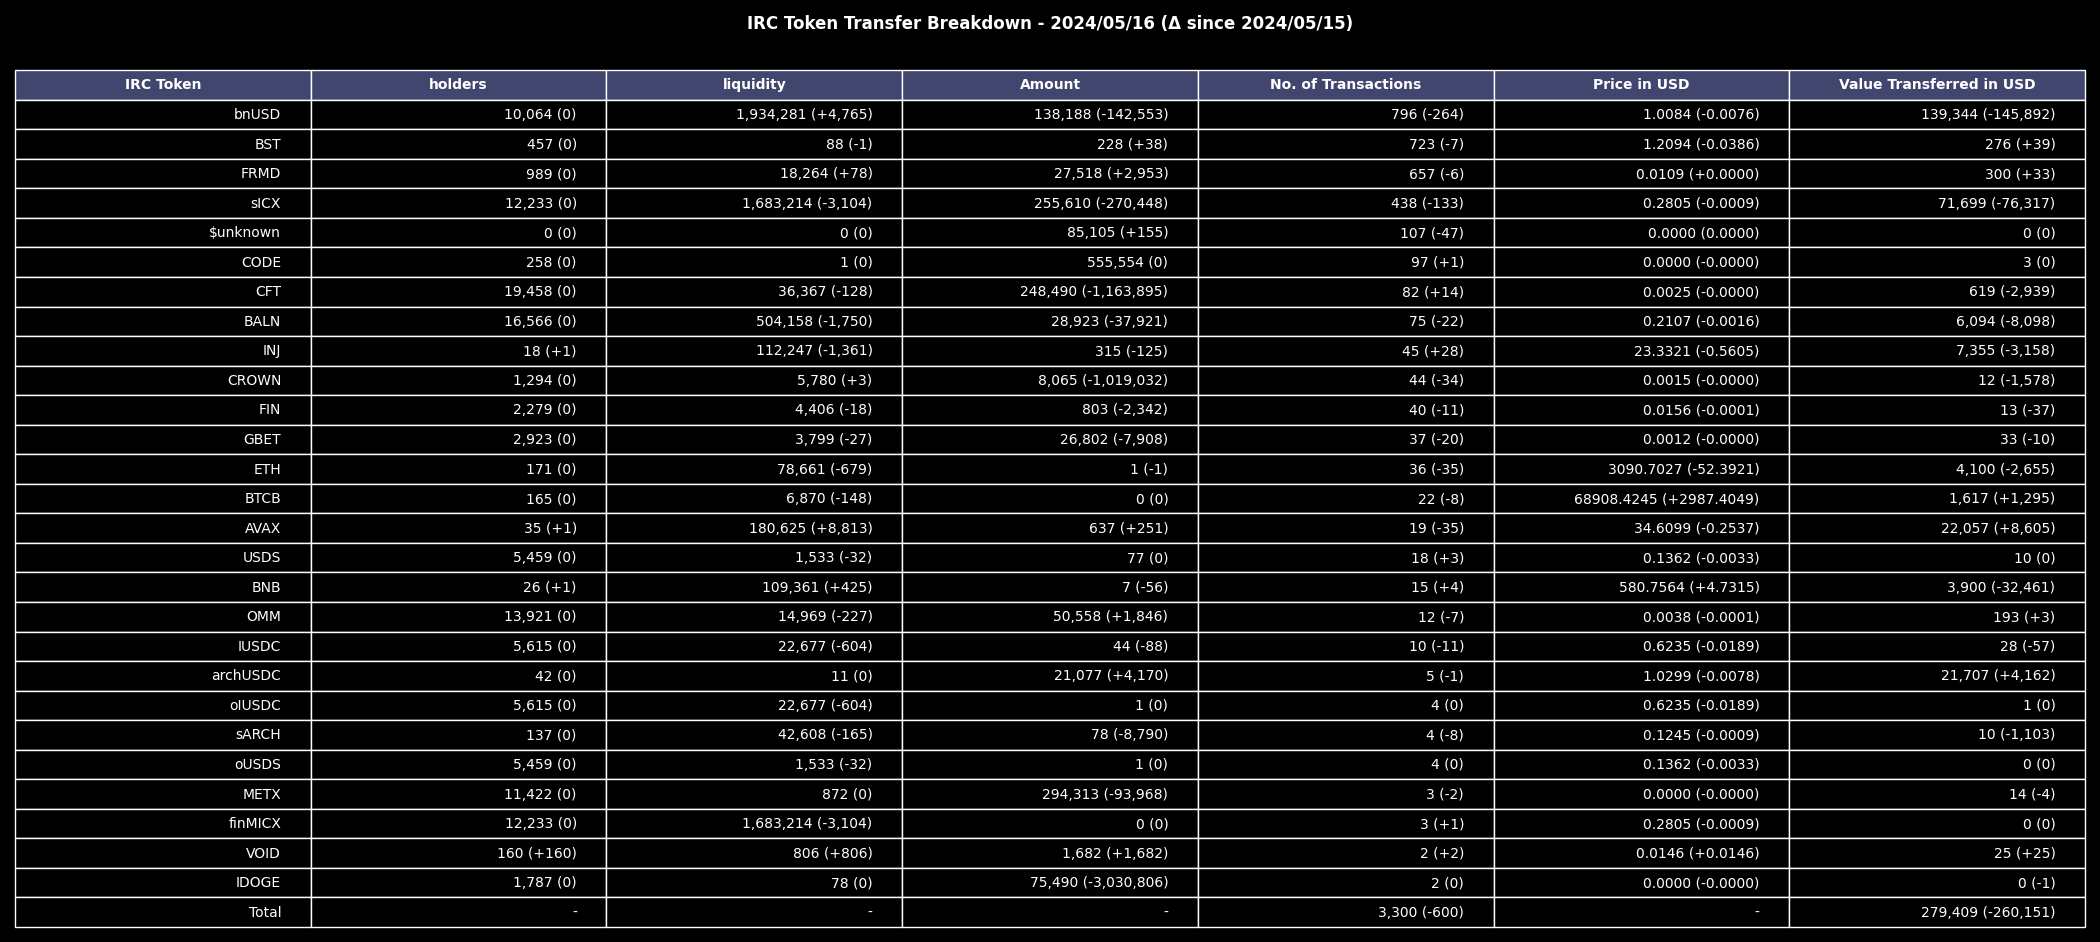 IRC Token Transfer Breakdown - 2024/05/16 (Δ since 2024/05/15)
IRC Token holders liquidity Amount No. of Transactions Price in USD Value Transferred in USD
bnUSD 10,064 (0) 1,934,281 (+4,765) 138,188 (-142,553) 796 (-264) 1.0084 (-0.0076) 139,344 (-145,892)
BST 457 (0) 88 (-1) 228 (+38) 723 (-7) 1.2094 (-0.0386) 276 (+39)
FRMD 989 (0) 18,264 (+78) 27,518 (+2,953) 657 (-6) 0.0109 (+0.0000) 300 (+33)
sICX 12,233 (0) 1,683,214 (-3,104) 255,610 (-270,448) 438 (-133) 0.2805 (-0.0009) 71,699 (-76,317)
$unknown 0 (0) 0 (0) 85,105 (+155) 107 (-47) 0.0000 (0.0000) 0 (0)
CODE 258 (0) 1 (0) 555,554 (0) 97 (+1) 0.0000 (-0.0000) 3 (0)
CFT 19,458 (0) 36,367 (-128) 248,490 (-1,163,895) 82 (+14) 0.0025 (-0.0000) 619 (-2,939)
BALN 16,566 (0) 504,158 (-1,750) 28,923 (-37,921) 75 (-22) 0.2107 (-0.0016) 6,094 (-8,098)
INJ 18 (+1) 112,247 (-1,361) 315 (-125) 45 (+28) 23.3321 (-0.5605) 7,355 (-3,158)
CROWN 1,294 (0) 5,780 (+3) 8,065 (-1,019,032) 44 (-34) 0.0015 (-0.0000) 12 (-1,578)
FIN 2,279 (0) 4,406 (-18) 803 (-2,342) 40 (-11) 0.0156 (-0.0001) 13 (-37)
GBET 2,923 (0) 3,799 (-27) 26,802 (-7,908) 37 (-20) 0.0012 (-0.0000) 33 (-10)
ETH 171 (0) 78,661 (-679) 1 (-1) 36 (-35) 3090.7027 (-52.3921) 4,100 (-2,655)
BTCB 165 (0) 6,870 (-148) 0 (0) 22 (-8) 68908.4245 (+2987.4049) 1,617 (+1,295)
AVAX 35 (+1) 180,625 (+8,813) 637 (+251) 19 (-35) 34.6099 (-0.2537) 22,057 (+8,605)
USDS 5,459 (0) 1,533 (-32) 77 (0) 18 (+3) 0.1362 (-0.0033) 10 (0)
BNB 26 (+1) 109,361 (+425) 7 (-56) 15 (+4) 580.7564 (+4.7315) 3,900 (-32,461)
OMM 13,921 (0) 14,969 (-227) 50,558 (+1,846) 12 (-7) 0.0038 (-0.0001) 193 (+3)
IUSDC 5,615 (0) 22,677 (-604) 44 (-88) 10 (-11) 0.6235 (-0.0189) 28 (-57)
archUSDC 42 (0) 11 (0) 21,077 (+4,170) 5 (-1) 1.0299 (-0.0078) 21,707 (+4,162)
oIUSDC 5,615 (0) 22,677 (-604) 1 (0) 4 (0) 0.6235 (-0.0189) 1 (0)
sARCH 137 (0) 42,608 (-165) 78 (-8,790) 4 (-8) 0.1245 (-0.0009) 10 (-1,103)
oUSDS 5,459 (0) 1,533 (-32) 1 (0) 4 (0) 0.1362 (-0.0033) 0 (0)
METX 11,422 (0) 872 (0) 294,313 (-93,968) 3 (-2) 0.0000 (-0.0000) 14 (-4)
finMICX 12,233 (0) 1,683,214 (-3,104) 0 (0) 3 (+1) 0.2805 (-0.0009) 0 (0)
VOID 160 (+160) 806 (+806) 1,682 (+1,682) 2 (+2) 0.0146 (+0.0146) 25 (+25)
IDOGE 1,787 (0) 78 (0) 75,490 (-3,030,806) 2 (0) 0.0000 (-0.0000) 0 (-1)
Total - - - 3,300 (-600) - 279,409 (-260,151)